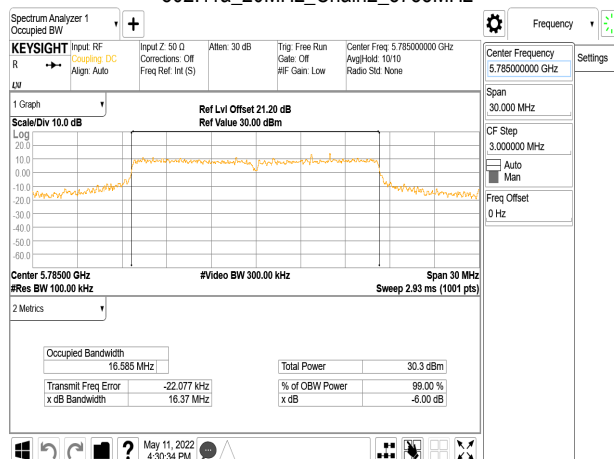 Spectrum Analyzer 1
Occupied BW
Frequency
KEYSIGHT
R
Input: RF
Coupling: DC
Align: Auto
Input Z: 50 Ω
Corrections: Off
Freq Ref: Int (S)
Atten: 30 dB
Trig: Free Run
Gate: Off
#IF Gain: Low
Center Freq: 5.785000000 GHz
Avg|Hold: 10/10
Radio Std: None
Center Frequency
5.785000000 GHz
Settings
Span
30.000 MHz
CF Step
3.000000 MHz
Auto
Man
Freq Offset
0 Hz
1 Graph
Scale/Div 10.0 dB
Ref Lvl Offset 21.20 dB
Ref Value 30.00 dBm
Log
20.0
10.0
0.00
-10.0
-20.0
-30.0
-40.0
-50.0
-60.0
Center 5.78500 GHz
#Video BW 300.00 kHz
Span 30 MHz
#Res BW 100.00 kHz
Sweep 2.93 ms (1001 pts)
2 Metrics
Occupied Bandwidth
16.585 MHz
Total Power 30.3 dBm
Transmit Freq Error -22.077 kHz
% of OBW Power 99.00 %
x dB Bandwidth 16.37 MHz
x dB -6.00 dB
?
May 11, 2022
4:30:34 PM